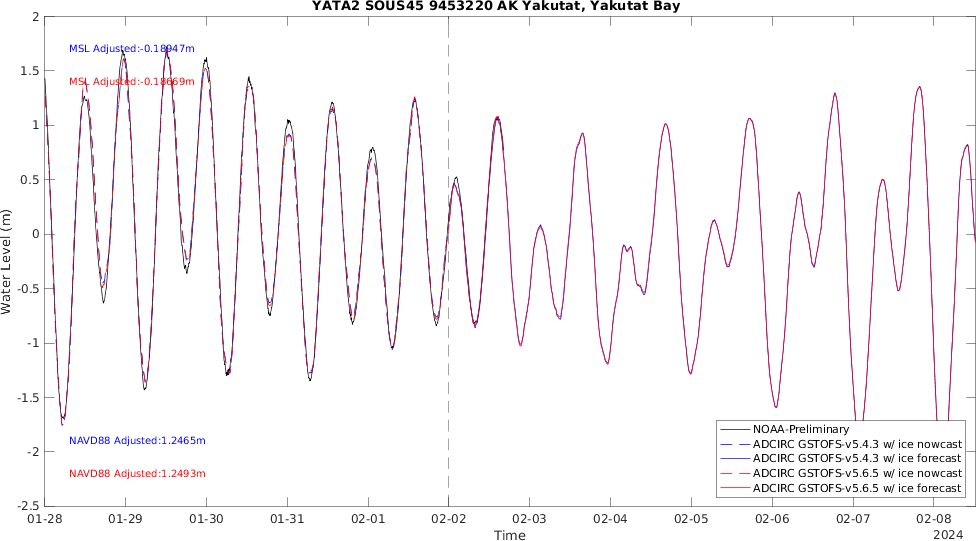 YATA2 SOUS45 9453220 AK Yakutat, Yakutat Bay
2
1.5
1
0.5
0
-0.5
-1
-1.5
-2
-2.5
Water Level (m)
MSL Adjusted:-0.18947m
MSL Adjusted:-0.18669m
NAVD88 Adjusted:1.2465m
NAVD88 Adjusted:1.2493m
NOAA-Preliminary
ADCIRC GSTOFS-v5.4.3 w/ ice nowcast
ADCIRC GSTOFS-v5.4.3 w/ ice forecast
ADCIRC GSTOFS-v5.6.5 w/ ice nowcast
ADCIRC GSTOFS-v5.6.5 w/ ice forecast
01-28 01-29 01-30 01-31 02-01 02-02 02-03 02-04 02-05 02-06 02-07 02-08
Time
2024